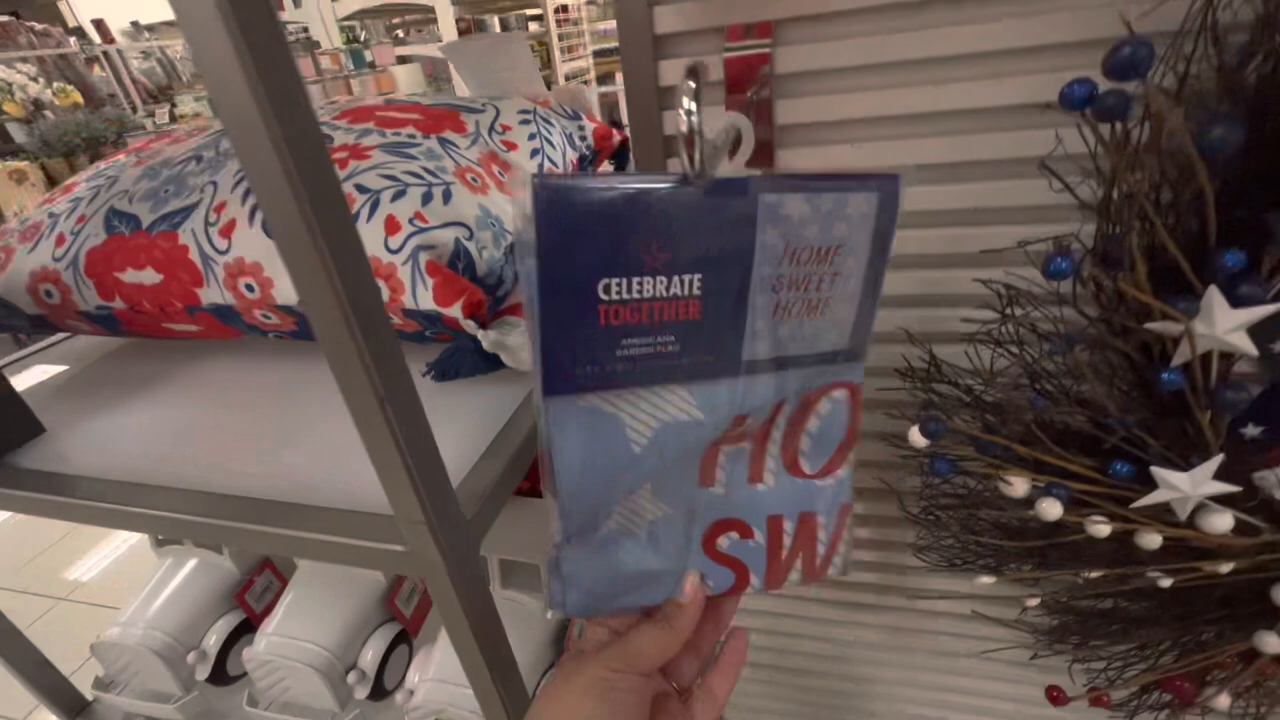 CELEBRATE
TOGETHER
AMERICANA
GARDEN FLAG
HOME
SWEET
HOME
HO
SW